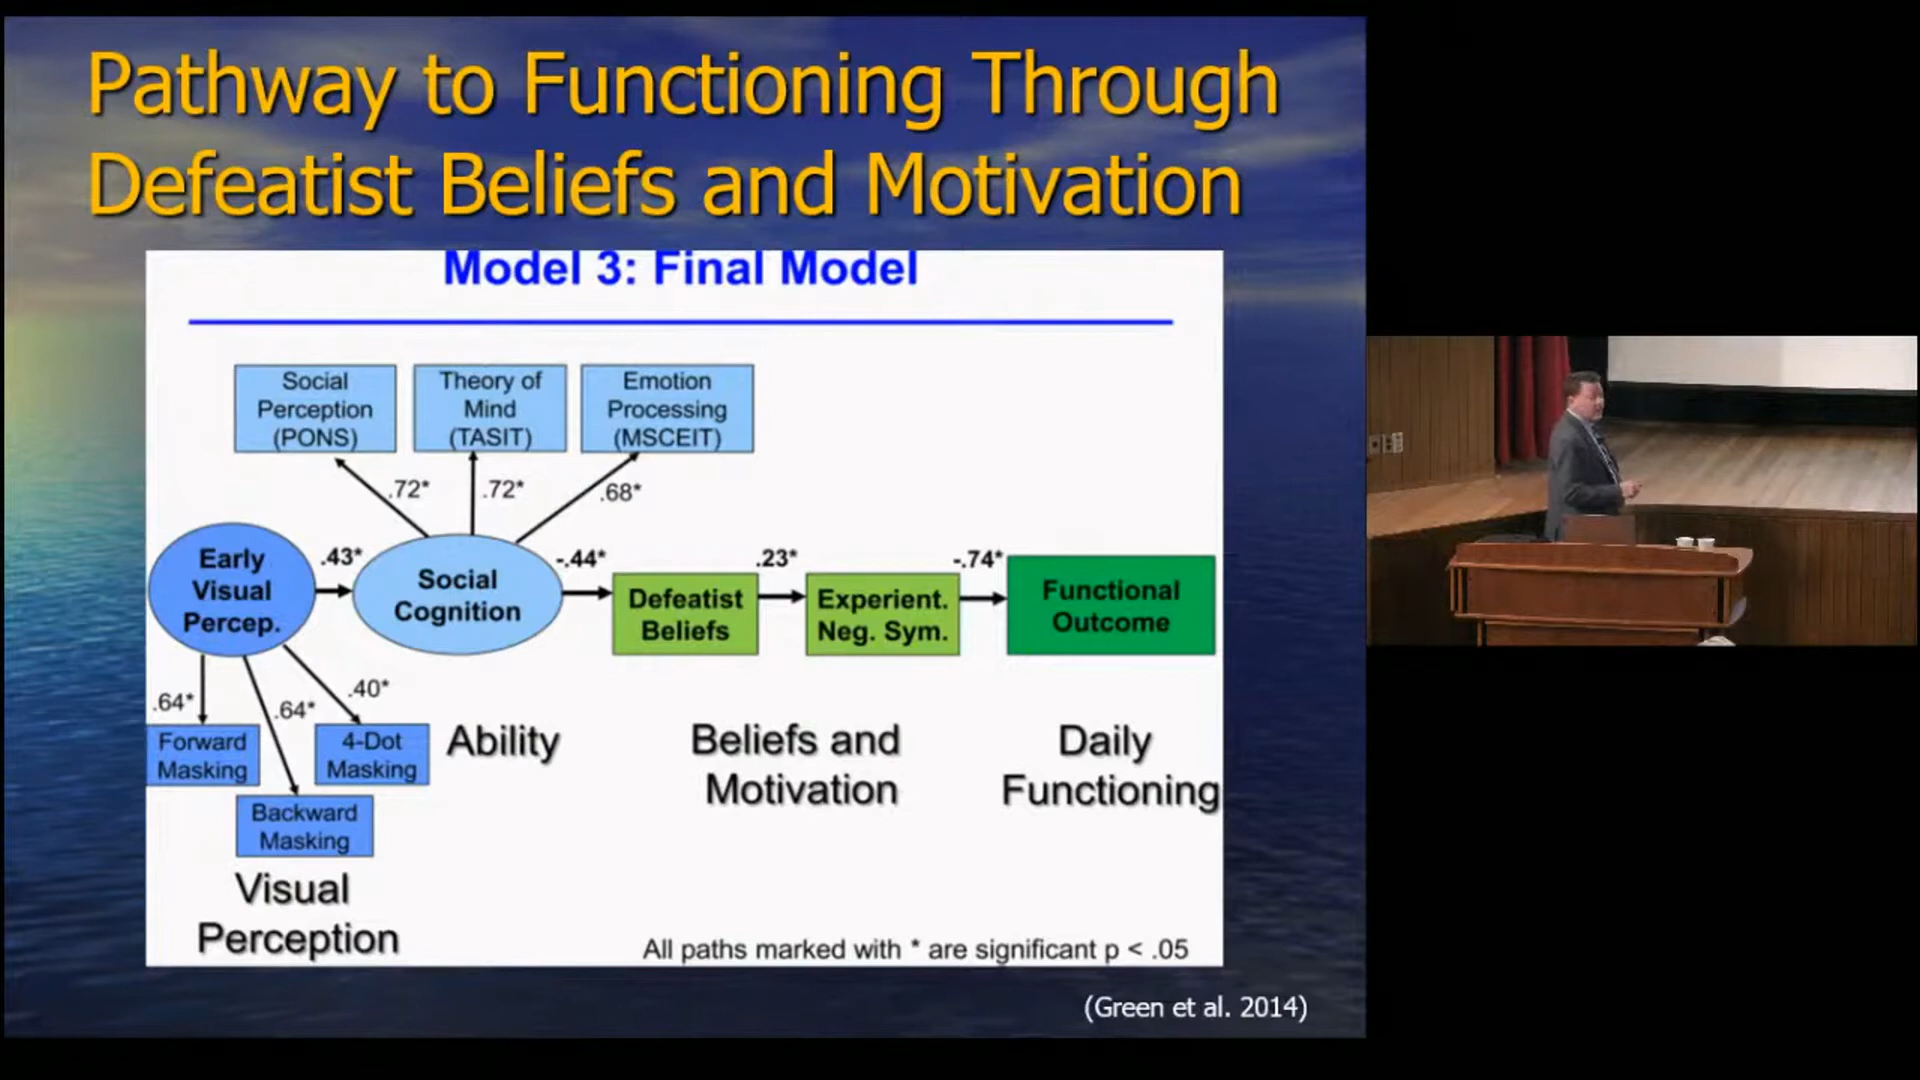 Pathway to Functioning Through
Defeatist Beliefs and Motivation
Model 3: Final Model
Social
Perception
(PONS)
Theory of
Mind
(TASIT)
Emotion
Processing
(MSCEIT)
.72*
.72*
.68*
Early
Visual
Percep.
.43*
Social
Cognition
-.44*
Defeatist
Beliefs
.23*
Experient.
Neg. Sym.
-.74*
Functional
Outcome
.64*
.64*
.40*
Forward
Masking
4-Dot
Masking
Backward
Masking
Visual
Perception
Ability
Beliefs and
Motivation
Daily
Functioning
All paths marked with * are significant p < .05
(Green et al. 2014)